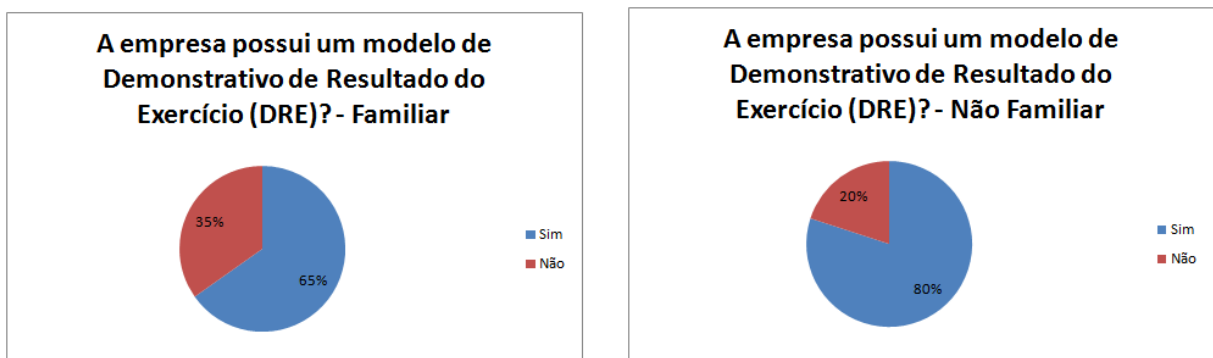 A empresa possui um modelo de
Demonstrativo de Resultado do
Exercício (DRE)? - Familiar
35%
65%
Sim
Não
A empresa possui um modelo de
Demonstrativo de Resultado do
Exercício (DRE)? - Não Familiar
20%
80%
Sim
Não